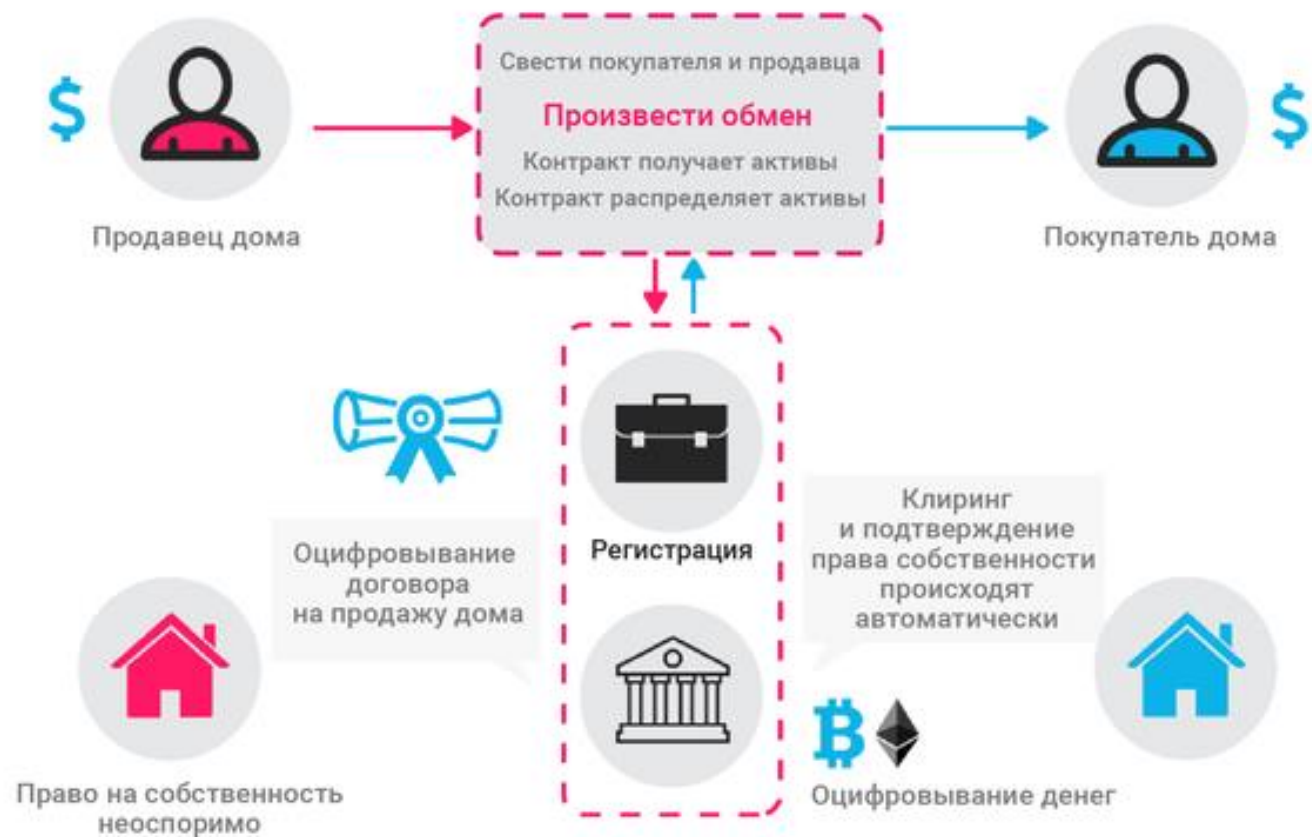 Свести покупателя и продавца
Произвести обмен
Контракт получает активы
Контракт распределяет активы
$
$
Продавец дома
Покупатель дома
Оцифровывание
договора
на продажу дома
Регистрация
Клиринг
и подтверждение
права собственности
происходят
автоматически
Право на собственность
неоспоримо
Оцифровывание денег